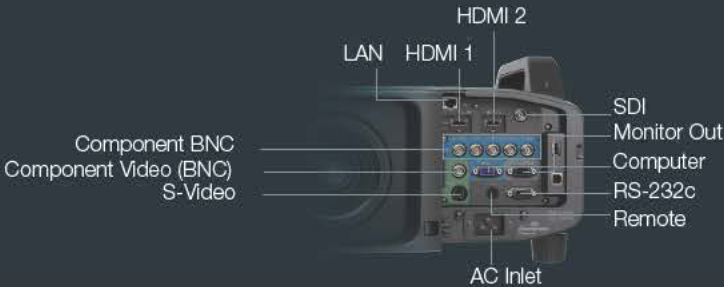 HDMI 2
LAN HDMI 1
SDI
Monitor Out
Component BNC
Component Video (BNC)
Computer
S-Video
RS-232c
Remote
AC Inlet